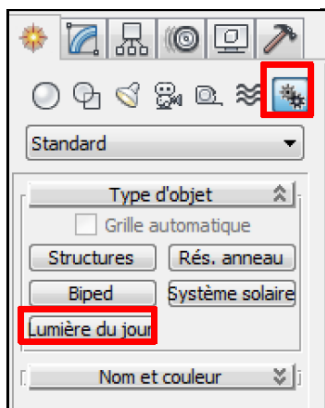 Standard
Type d'objet
Grille automatique
Structures Rés. anneau
Biped Système solaire
Lumière du jour
Nom et couleur